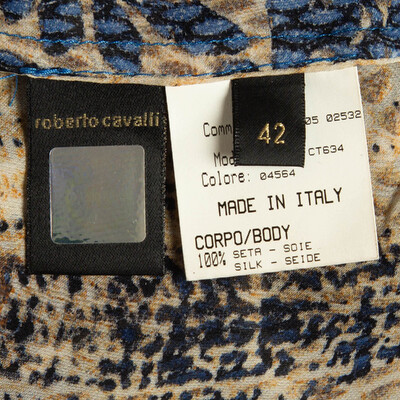 roberto cavalli
42
Comm 05 02532
Mod CT634
Colore: 04564
MADE IN ITALY
CORPO/BODY
100% SETA - SOIE
SILK - SEIDE